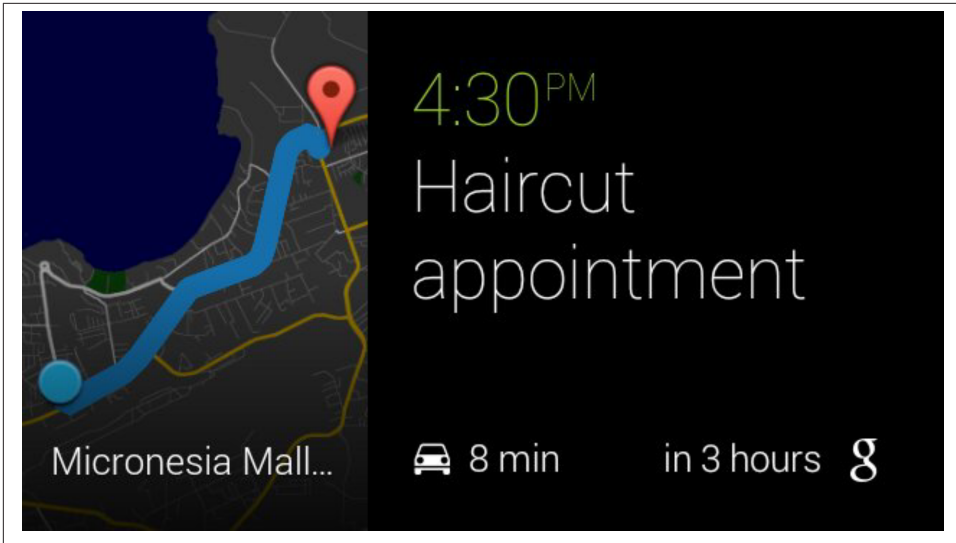 4:30PM
Haircut
appointment
Micronesia Mall...
8 min
in 3 hours
g